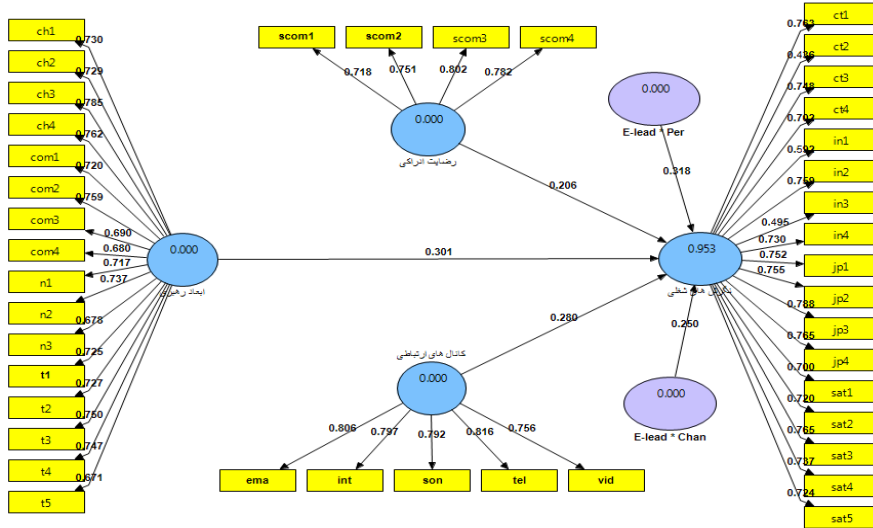 ch1
0.730
ch2
0.729
ch3
0.785
ch4
0.762
com1
0.720
com2
0.759
com3
0.690
com4
0.680
n1
0.717
n2
0.737
n3
0.678
t1
0.725
t2
0.727
t3
0.750
t4
0.747
t5
0.671
0.000
ابعاد رهبری
scom1
scom2
scom3
scom4
0.718
0.751
0.802
0.782
0.000
رضایت ادراکی
0.206
0.301
0.280
کانال های ارتباطی
0.000
0.806
0.797
0.792
0.816
0.756
ema
int
son
tel
vid
0.000
E-lead * Per
0.318
0.953
نگرش های شغلی
0.250
0.000
E-lead * Chan
ct1
0.763
ct2
0.436
ct3
0.748
ct4
0.702
in1
0.592
in2
0.759
in3
0.495
in4
0.730
jp1
0.752
jp2
0.755
jp3
0.788
jp4
0.765
sat1
0.700
sat2
0.720
sat3
0.765
sat4
0.737
sat5
0.724